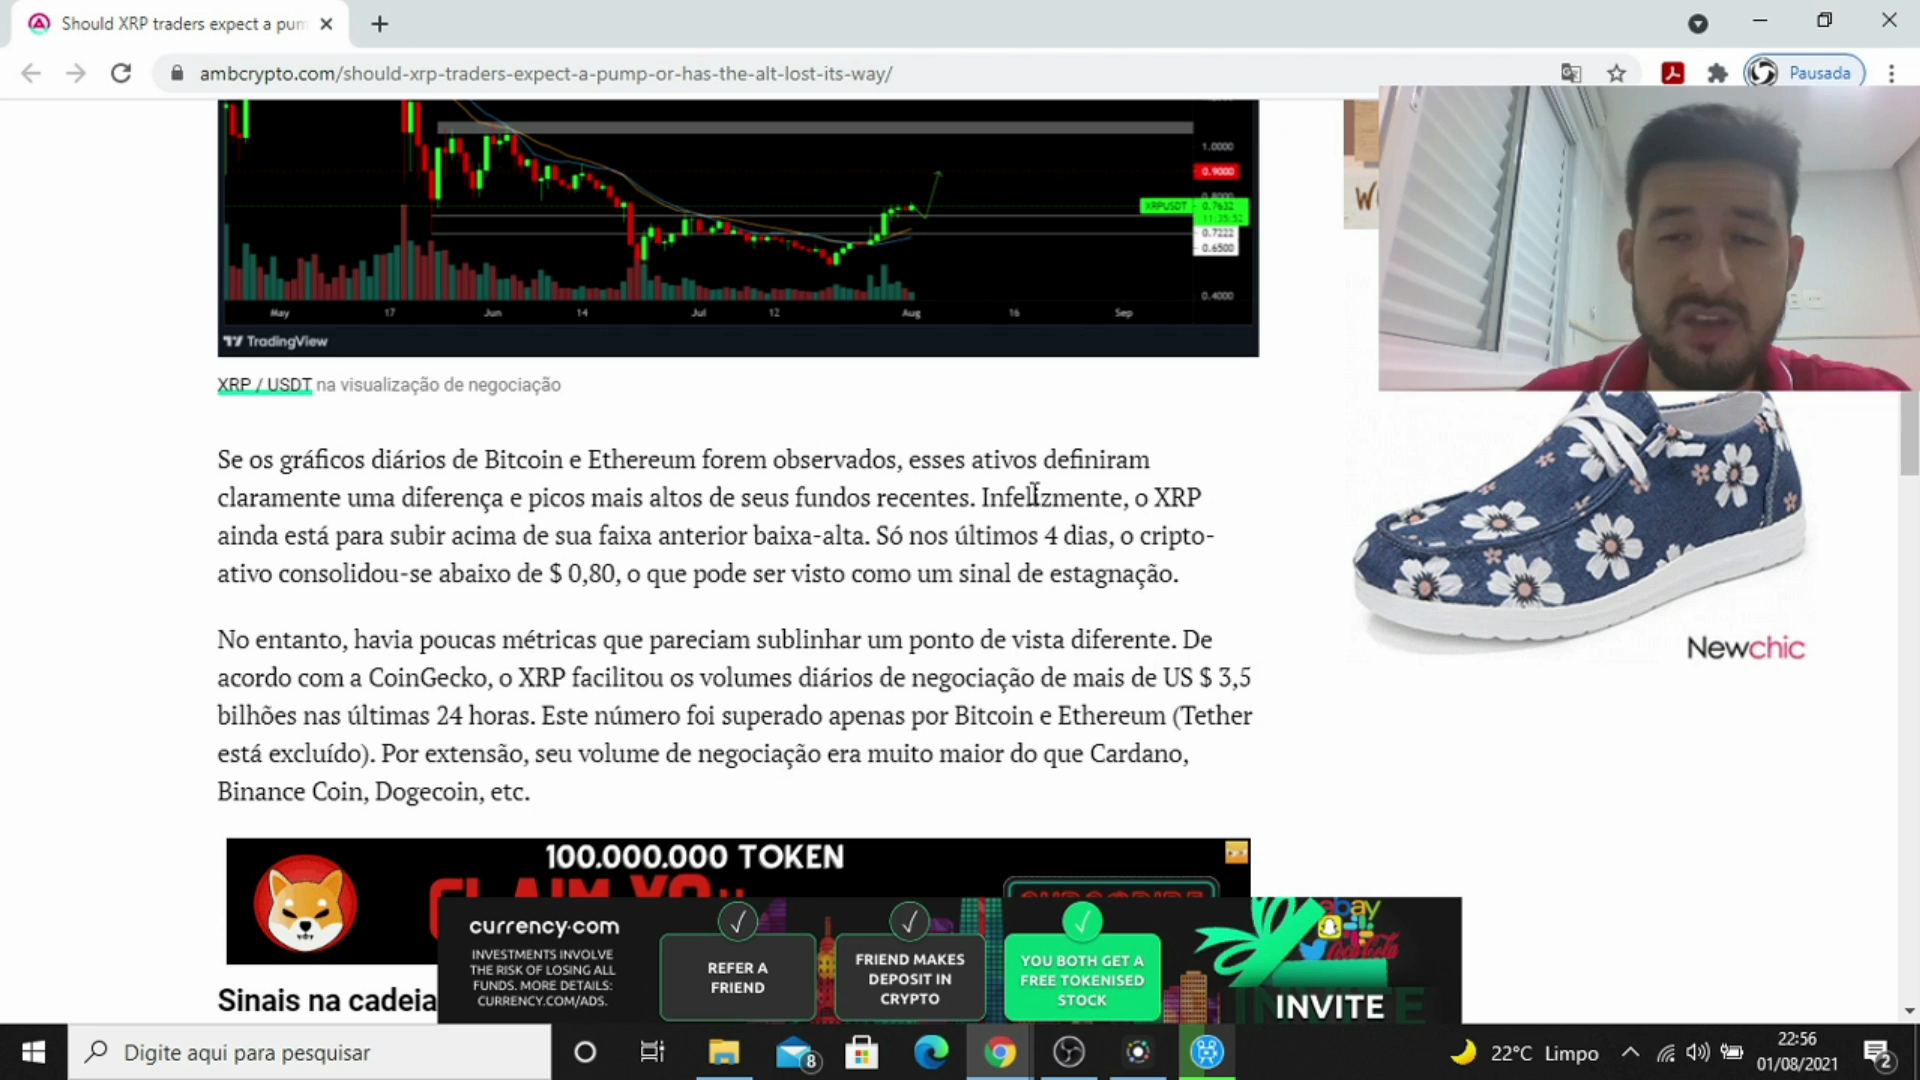 Should XRP traders expect a pum
ambcrypto.com/should-xrp-traders-expect-a-pump-or-has-the-alt-lost-its-way/
Pausada
1.0000
0.9000
0.8000
XRPUSDT 0.7632
11:35:52
0.7222
0.6500
0.4000
May 17 Jun 14 Jul 12 Aug 16 Sep
TradingView
XRP / USDT na visualização de negociação
Se os gráficos diários de Bitcoin e Ethereum forem observados, esses ativos definiram
claramente uma diferença e picos mais altos de seus fundos recentes. Infelizmente, o XRP
ainda está para subir acima de sua faixa anterior baixa-alta. Só nos últimos 4 dias, o cripto-
ativo consolidou-se abaixo de $ 0,80, o que pode ser visto como um sinal de estagnação.
No entanto, havia poucas métricas que pareciam sublinhar um ponto de vista diferente. De
acordo com a CoinGecko, o XRP facilitou os volumes diários de negociação de mais de US $ 3,5
bilhões nas últimas 24 horas. Este número foi superado apenas por Bitcoin e Ethereum (Tether
está excluído). Por extensão, seu volume de negociação era muito maior do que Cardano,
Binance Coin, Dogecoin, etc.
Newchic
100.000.000 TOKEN
Sinais na cadeia
currency.com
INVESTMENTS INVOLVE
THE RISK OF LOSING ALL
FUNDS. MORE DETAILS:
CURRENCY.COM/ADS.
REFER A
FRIEND
FRIEND MAKES
DEPOSIT IN
CRYPTO
YOU BOTH GET A
FREE TOKENISED
STOCK
ebay
INVITE
Digite aqui para pesquisar
8
22°C Limpo
22:56
01/08/2021
2